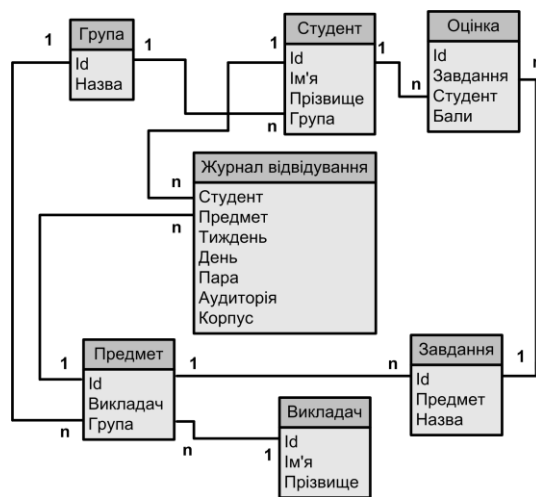 Група
Id
Назва
Студент
Id
Ім'я
Прізвище
Група
Оцінка
Id
Завдання
Студент
Бали
Журнал відвідування
Студент
Предмет
Тиждень
День
Пара
Аудиторія
Корпус
Предмет
Id
Викладач
Група
Викладач
Id
Ім'я
Прізвище
Завдання
Id
Предмет
Назва
1
1
1
1
n
n
n
n
n
1
1
n
1
n
n
1